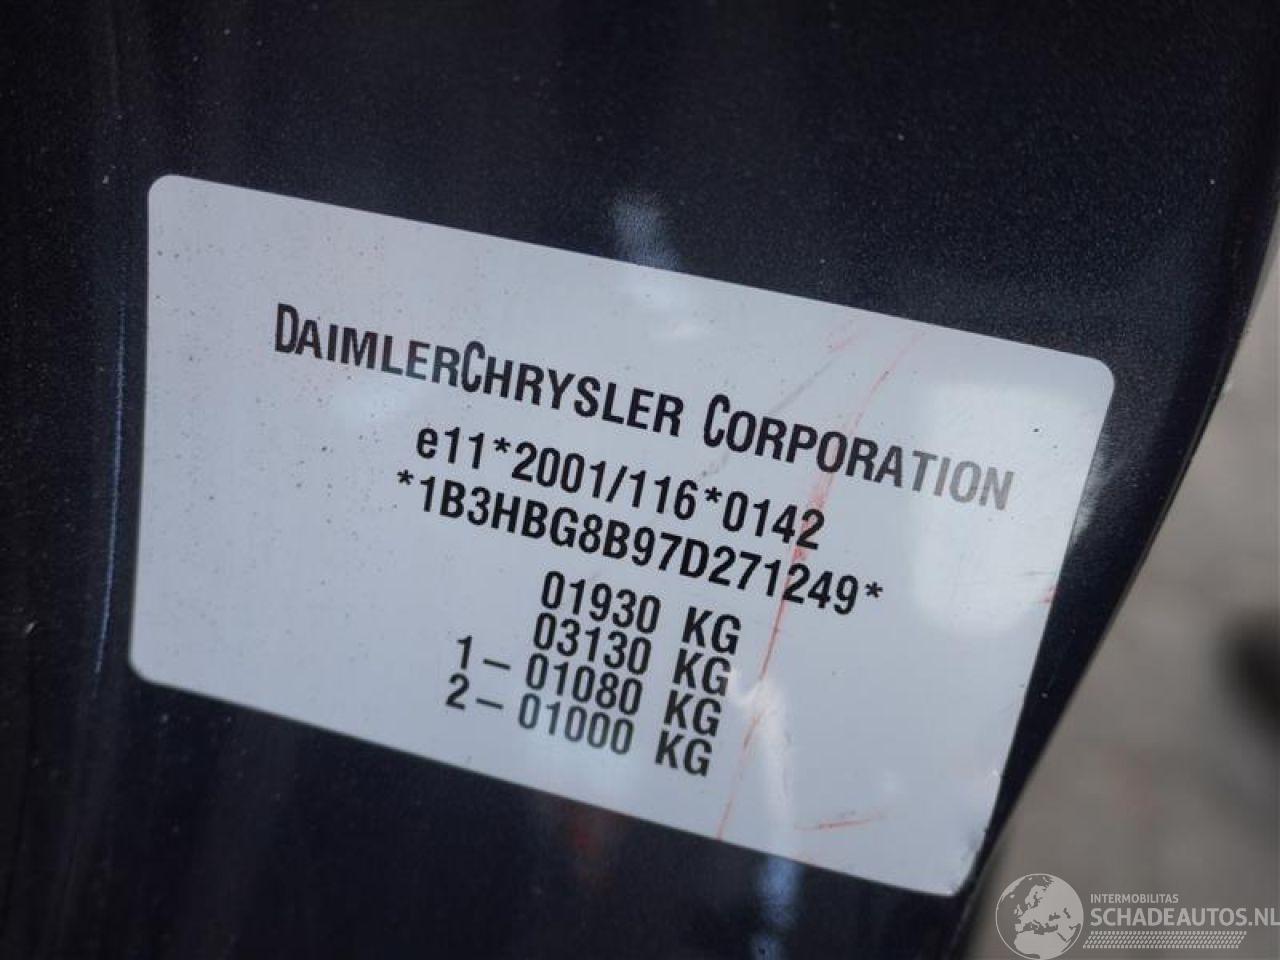 DAIMLERCHRYSLER CORPORATION
e11*2001/116*0142
*1B3HBG8B97D271249*
01930 KG
03130 KG
1 – 01080 KG
2 – 01000 KG
INTERMOBILITAS
SCHADEAUTOS.NL